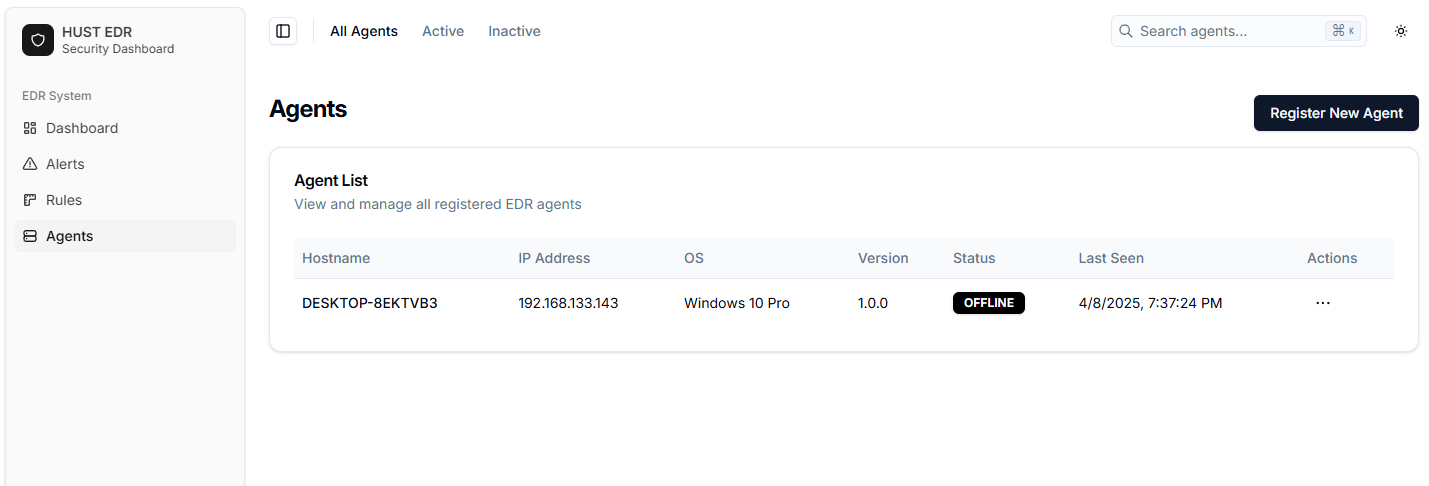 HUST EDR
Security Dashboard
EDR System
Dashboard
Alerts
Rules
Agents
All Agents Active Inactive
Search agents... ⌘ K
Agents
Register New Agent
Agent List
View and manage all registered EDR agents
Hostname IP Address OS Version Status Last Seen Actions
DESKTOP-8EKTVB3 192.168.133.143 Windows 10 Pro 1.0.0 OFFLINE 4/8/2025, 7:37:24 PM ...